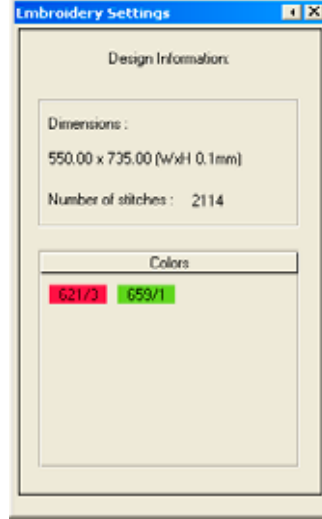 Embroidery Settings
Design Information:
Dimensions :
550.00 x 735.00 (WxH 0.1mm)
Number of stitches : 2114
Colors
621/3 659/1